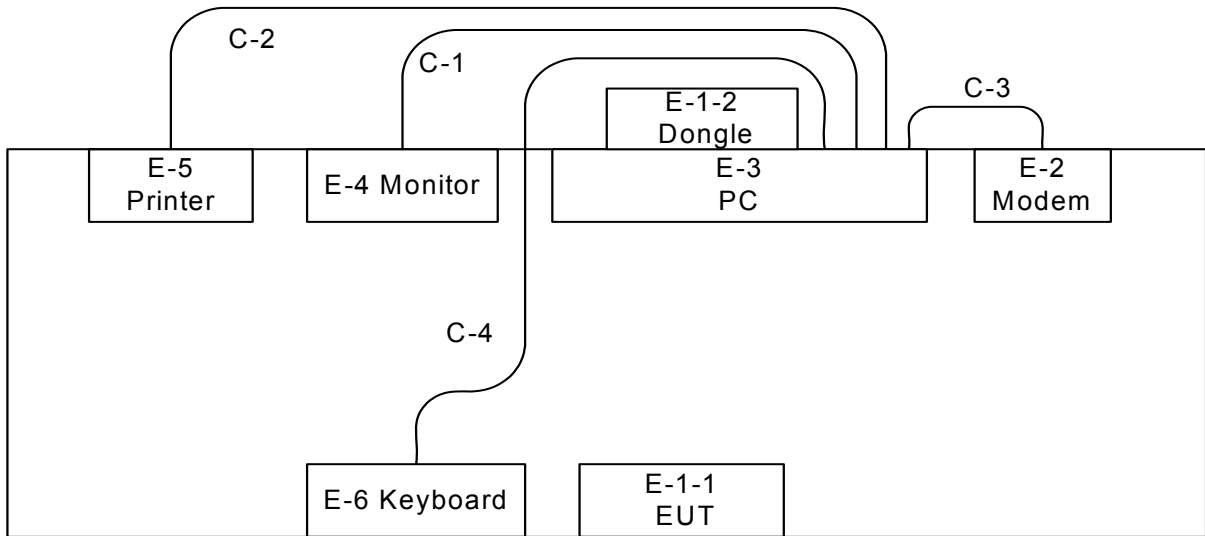 C-2
C-1
C-3
E-1-2
Dongle
E-5
Printer
E-4 Monitor
E-3
PC
E-2
Modem
C-4
E-6 Keyboard
E-1-1
EUT